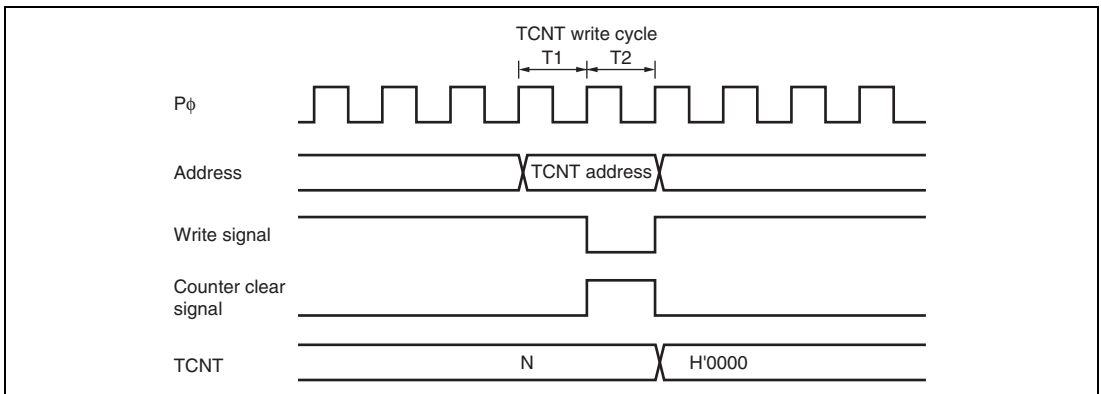 TCNT write cycle
T1 T2
Pϕ
Address
TCNT address
Write signal
Counter clear
signal
TCNT
N
H'0000